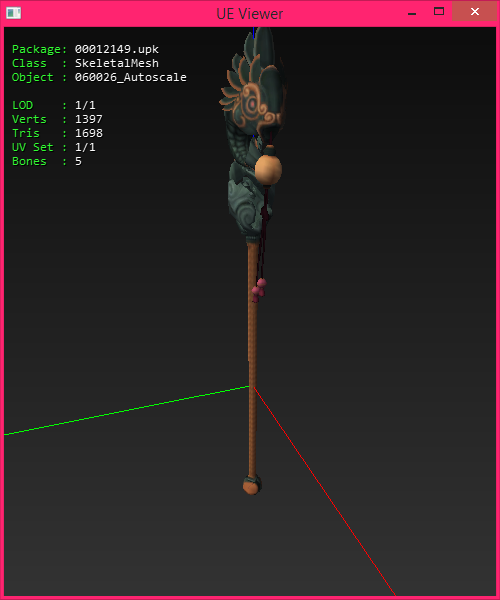 UE Viewer
Package: 00012149.upk
Class  : SkeletalMesh
Object : 060026_Autoscale
LOD    : 1/1
Verts  : 1397
Tris   : 1698
UV Set : 1/1
Bones  : 5